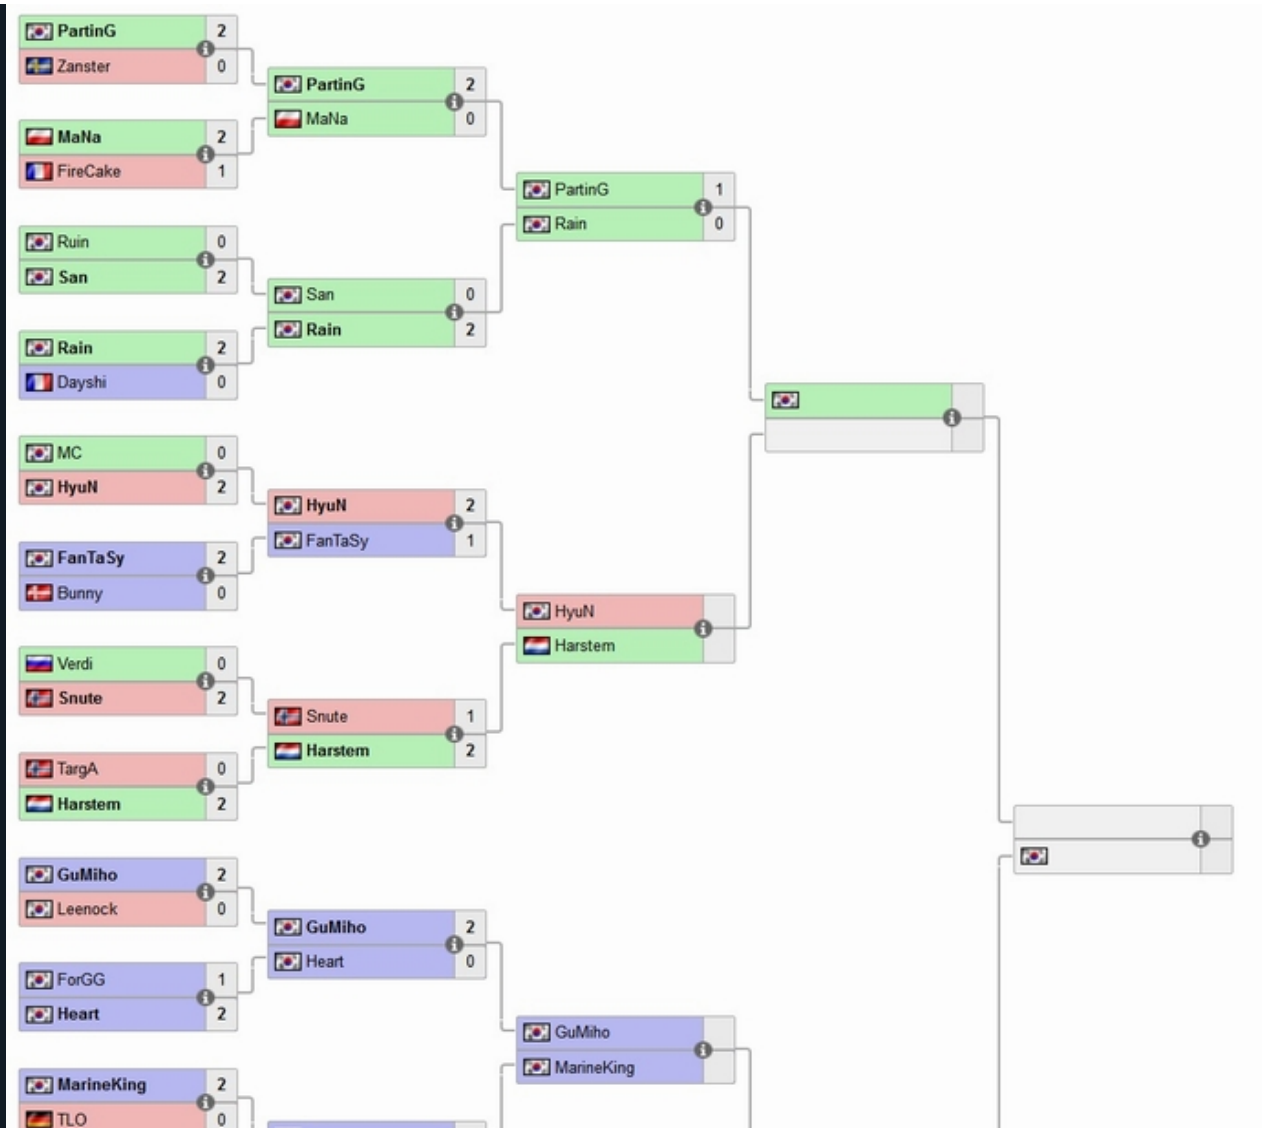 PartinG 2
Zanster 0
MaNa 2
FireCake 1
Ruin 0
San 2
Rain 2
Dayshi 0
MC 0
HyuN 2
FanTaSy 2
Bunny 0
Verdi 0
Snute 2
TargA 0
Harstem 2
GuMiho 2
Leenock 0
ForGG 1
Heart 2
MarineKing 2
TLO 0
PartinG 2
MaNa 0
San 0
Rain 2
HyuN 2
FanTaSy 1
Snute 1
Harstem 2
GuMiho 2
Heart 0
PartinG 1
Rain 0
HyuN
Harstem
GuMiho
MarineKing